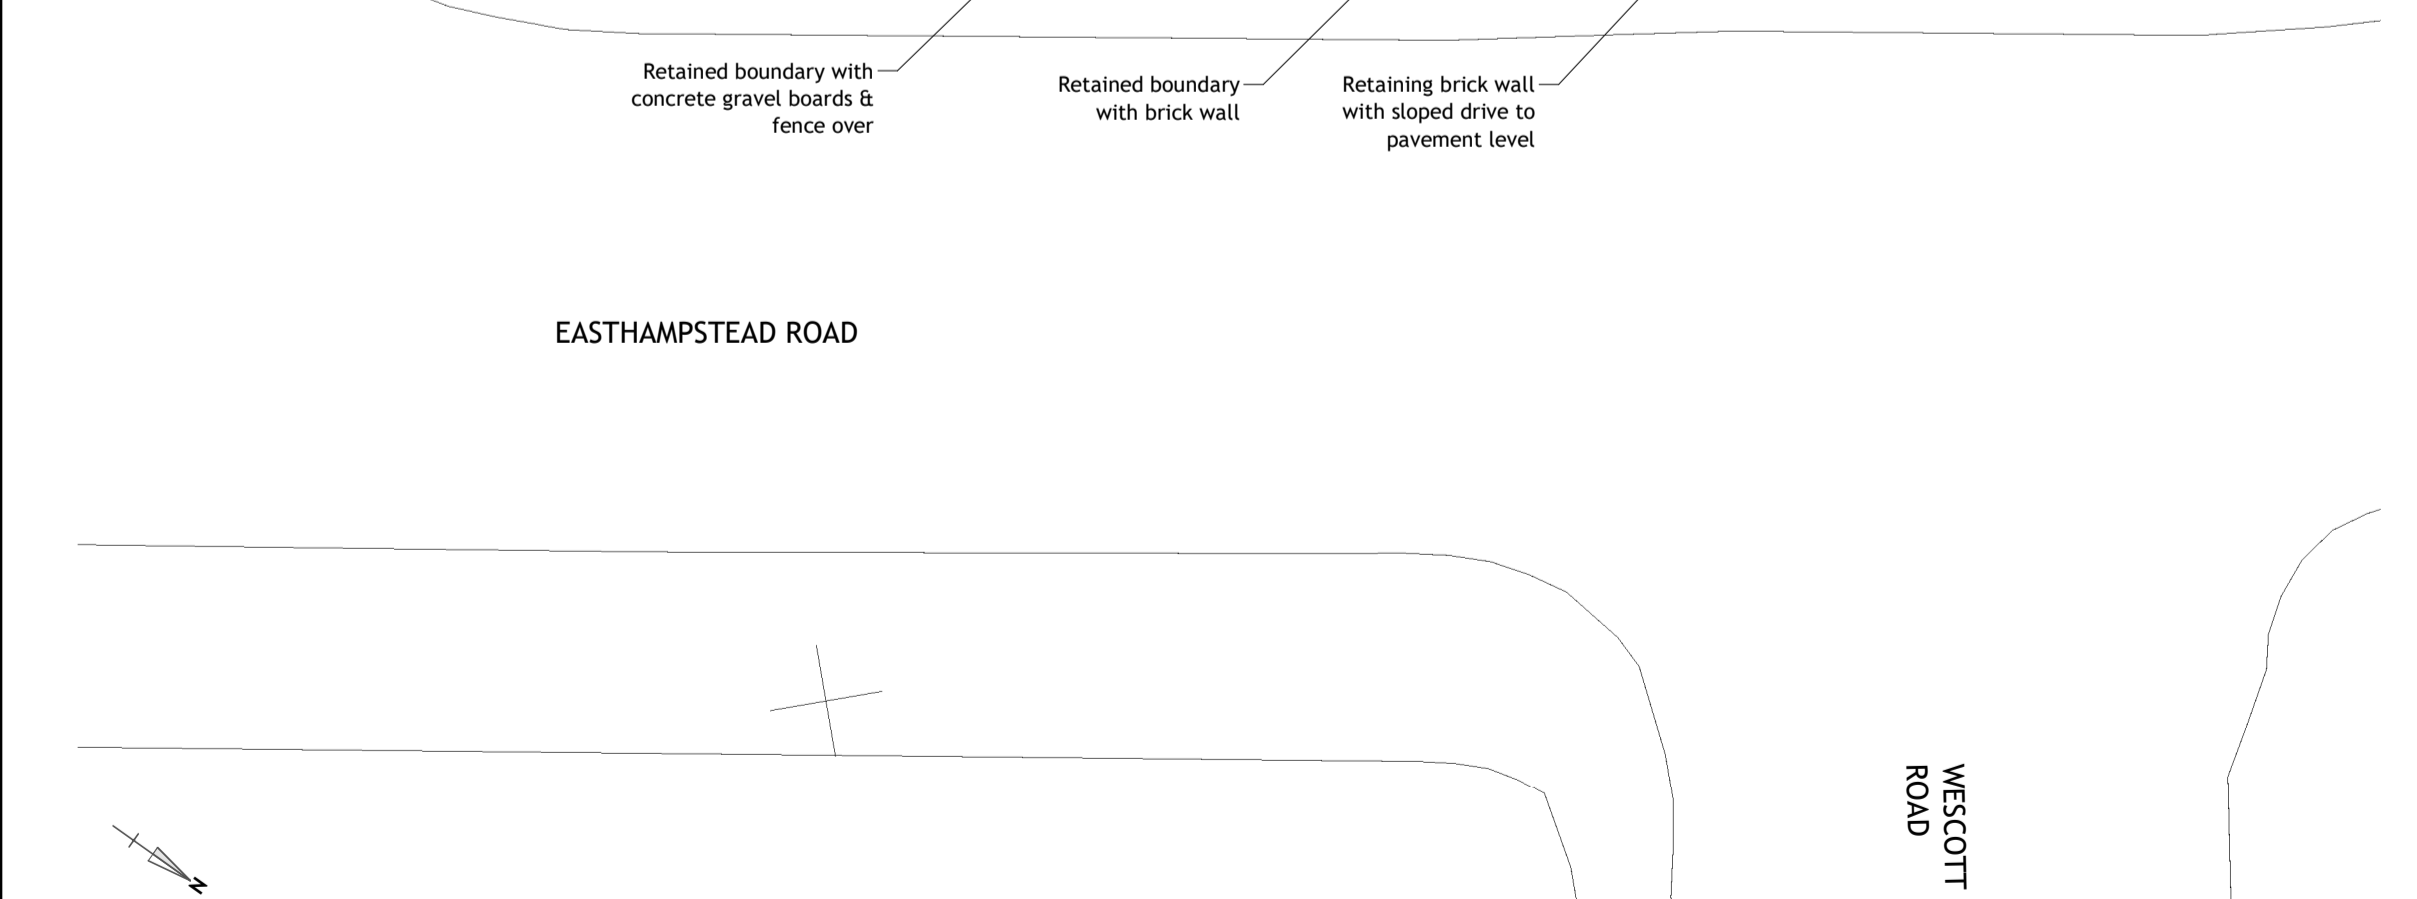 Retained boundary with
concrete gravel boards &
fence over
Retained boundary
with brick wall
Retaining brick wall
with sloped drive to
pavement level
EASTHAMPSTEAD ROAD
WESCOTT
ROAD
N